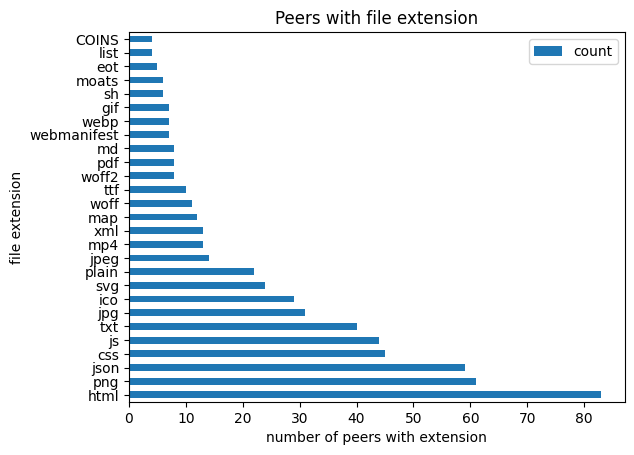 Peers with file extension
count
file extension
COINS
list
eot
moats
sh
gif
webp
webmanifest
md
pdf
woff2
ttf
woff
map
xml
mp4
jpeg
plain
svg
ico
jpg
txt
js
css
json
png
html
0 10 20 30 40 50 60 70 80
number of peers with extension